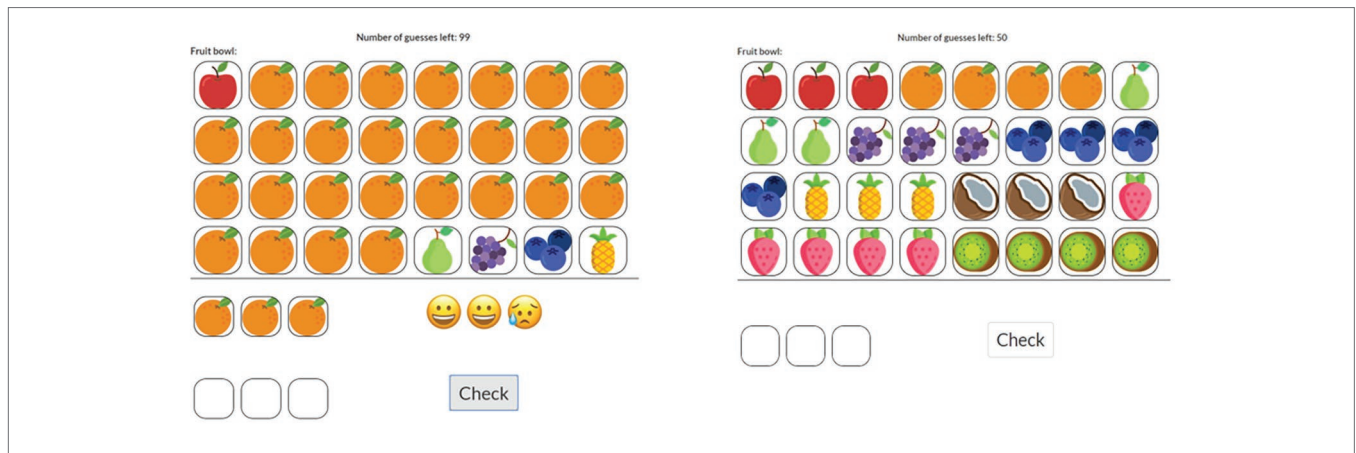 Number of guesses left: 99
Fruit bowl:
Check
Number of guesses left: 50
Fruit bowl:
Check